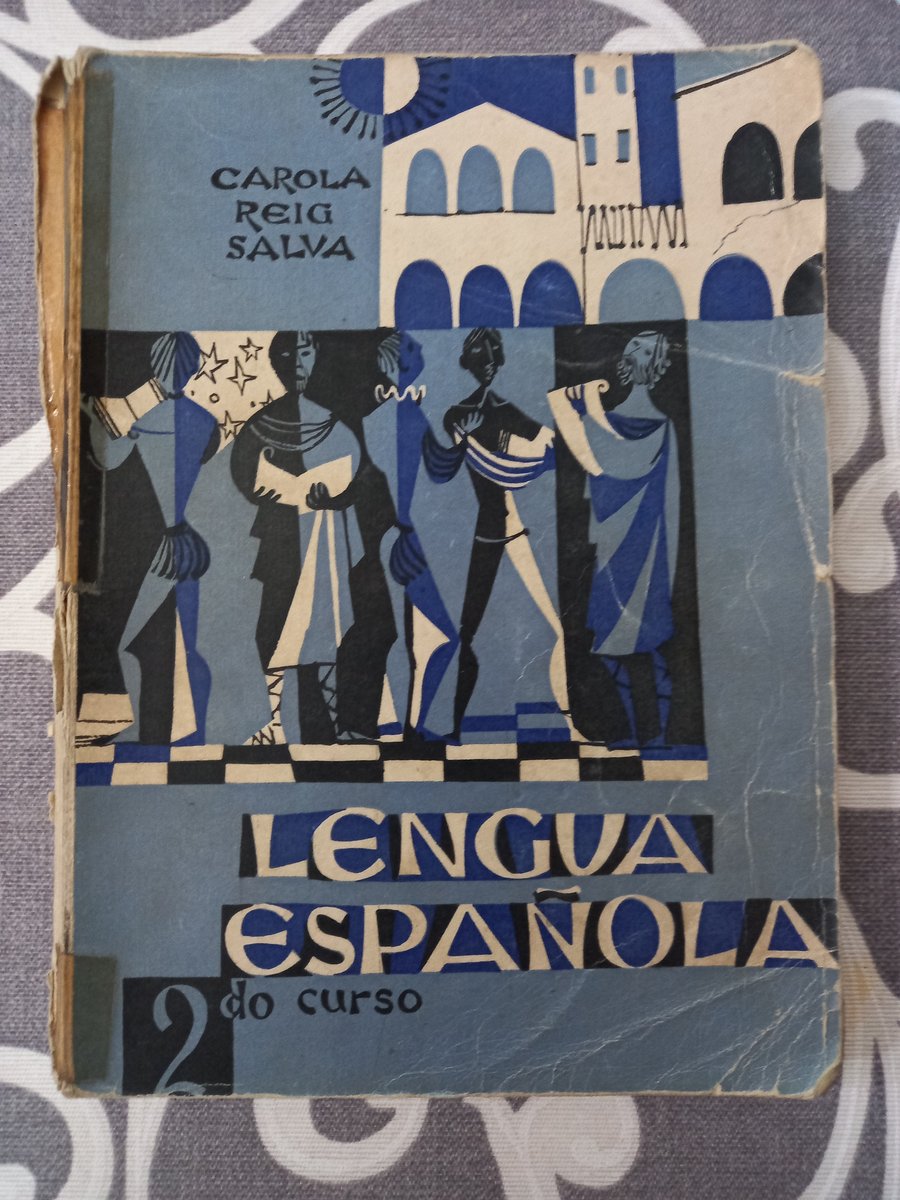 CAROLA
REIG
SALVA
LENGUA
ESPAÑOLA
2do curso